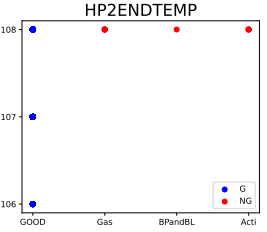 HP2ENDTEMP
108
107
106
G
NG
GOOD Gas BPandBL Acti